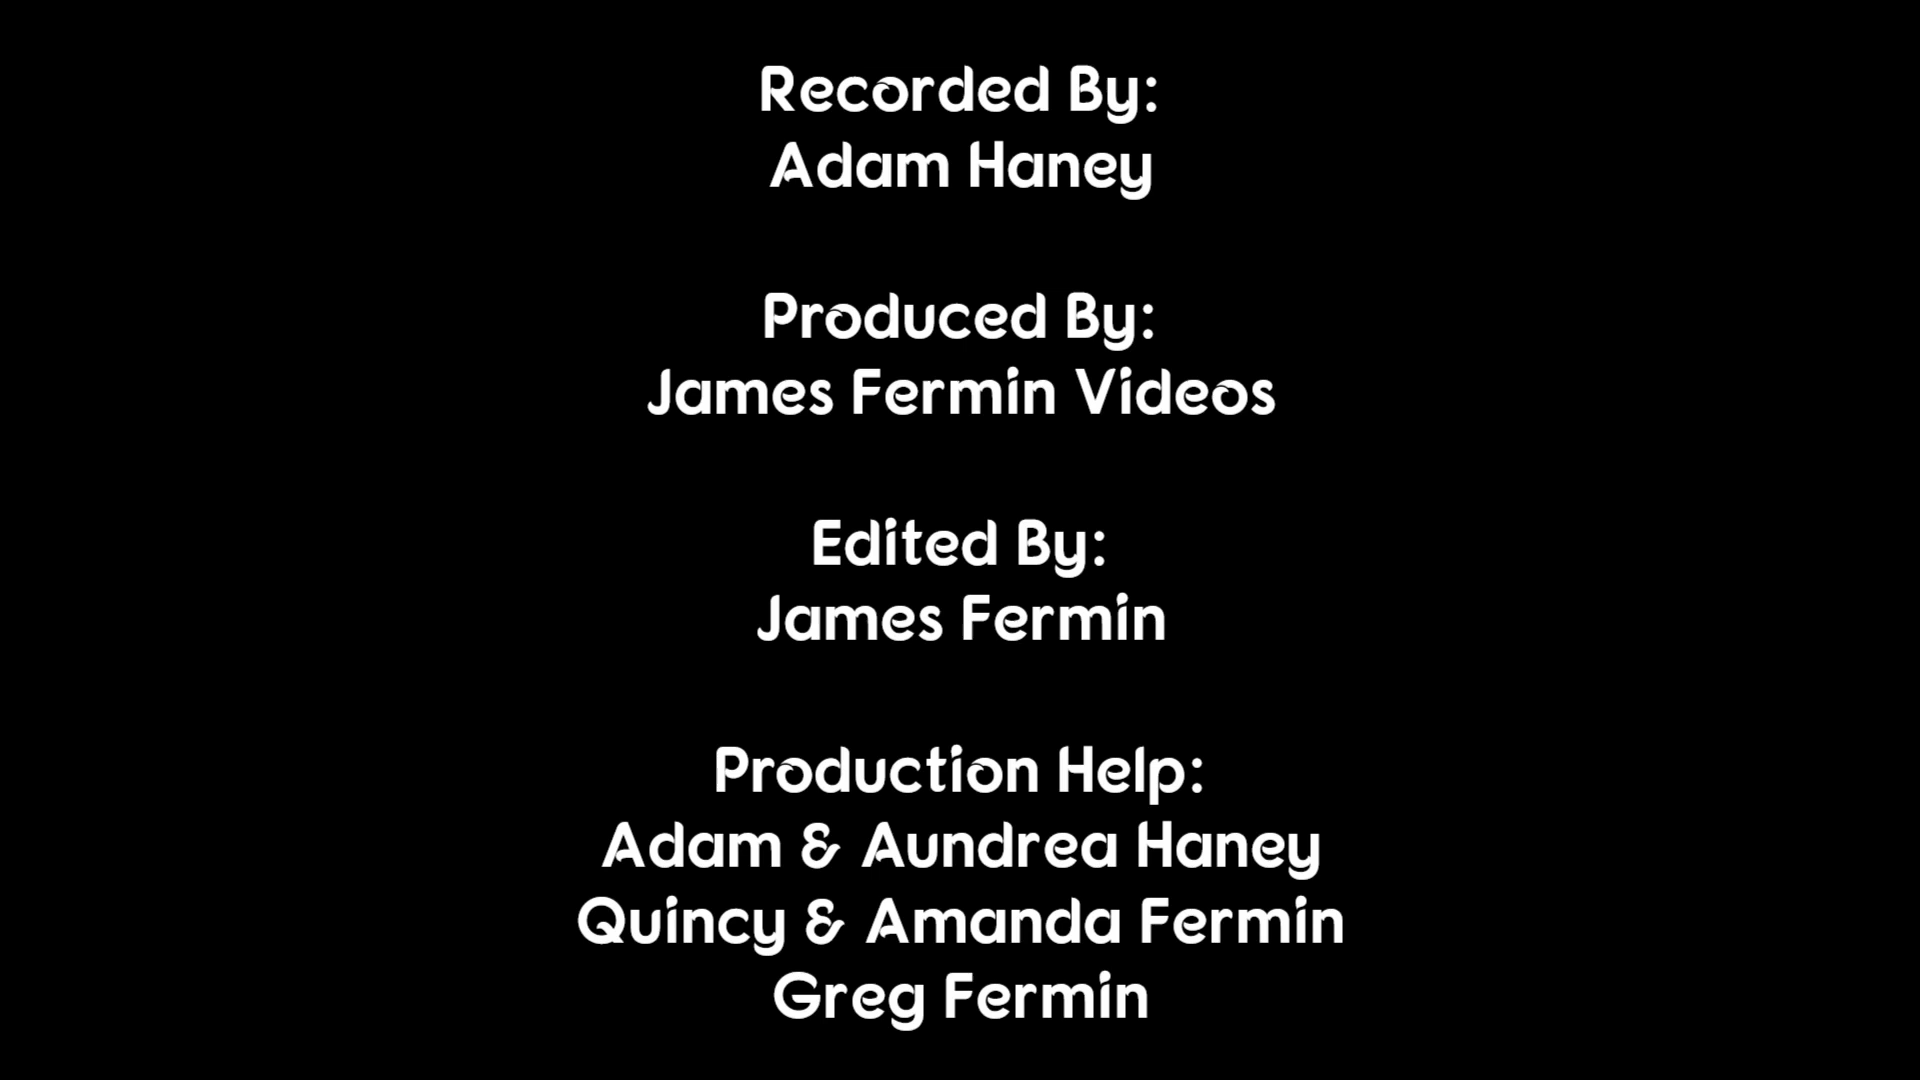 Recorded By:
Adam Haney
Produced By:
James Fermin Videos
Edited By:
James Fermin
Production Help:
Adam & Aundrea Haney
Quincy & Amanda Fermin
Greg Fermin